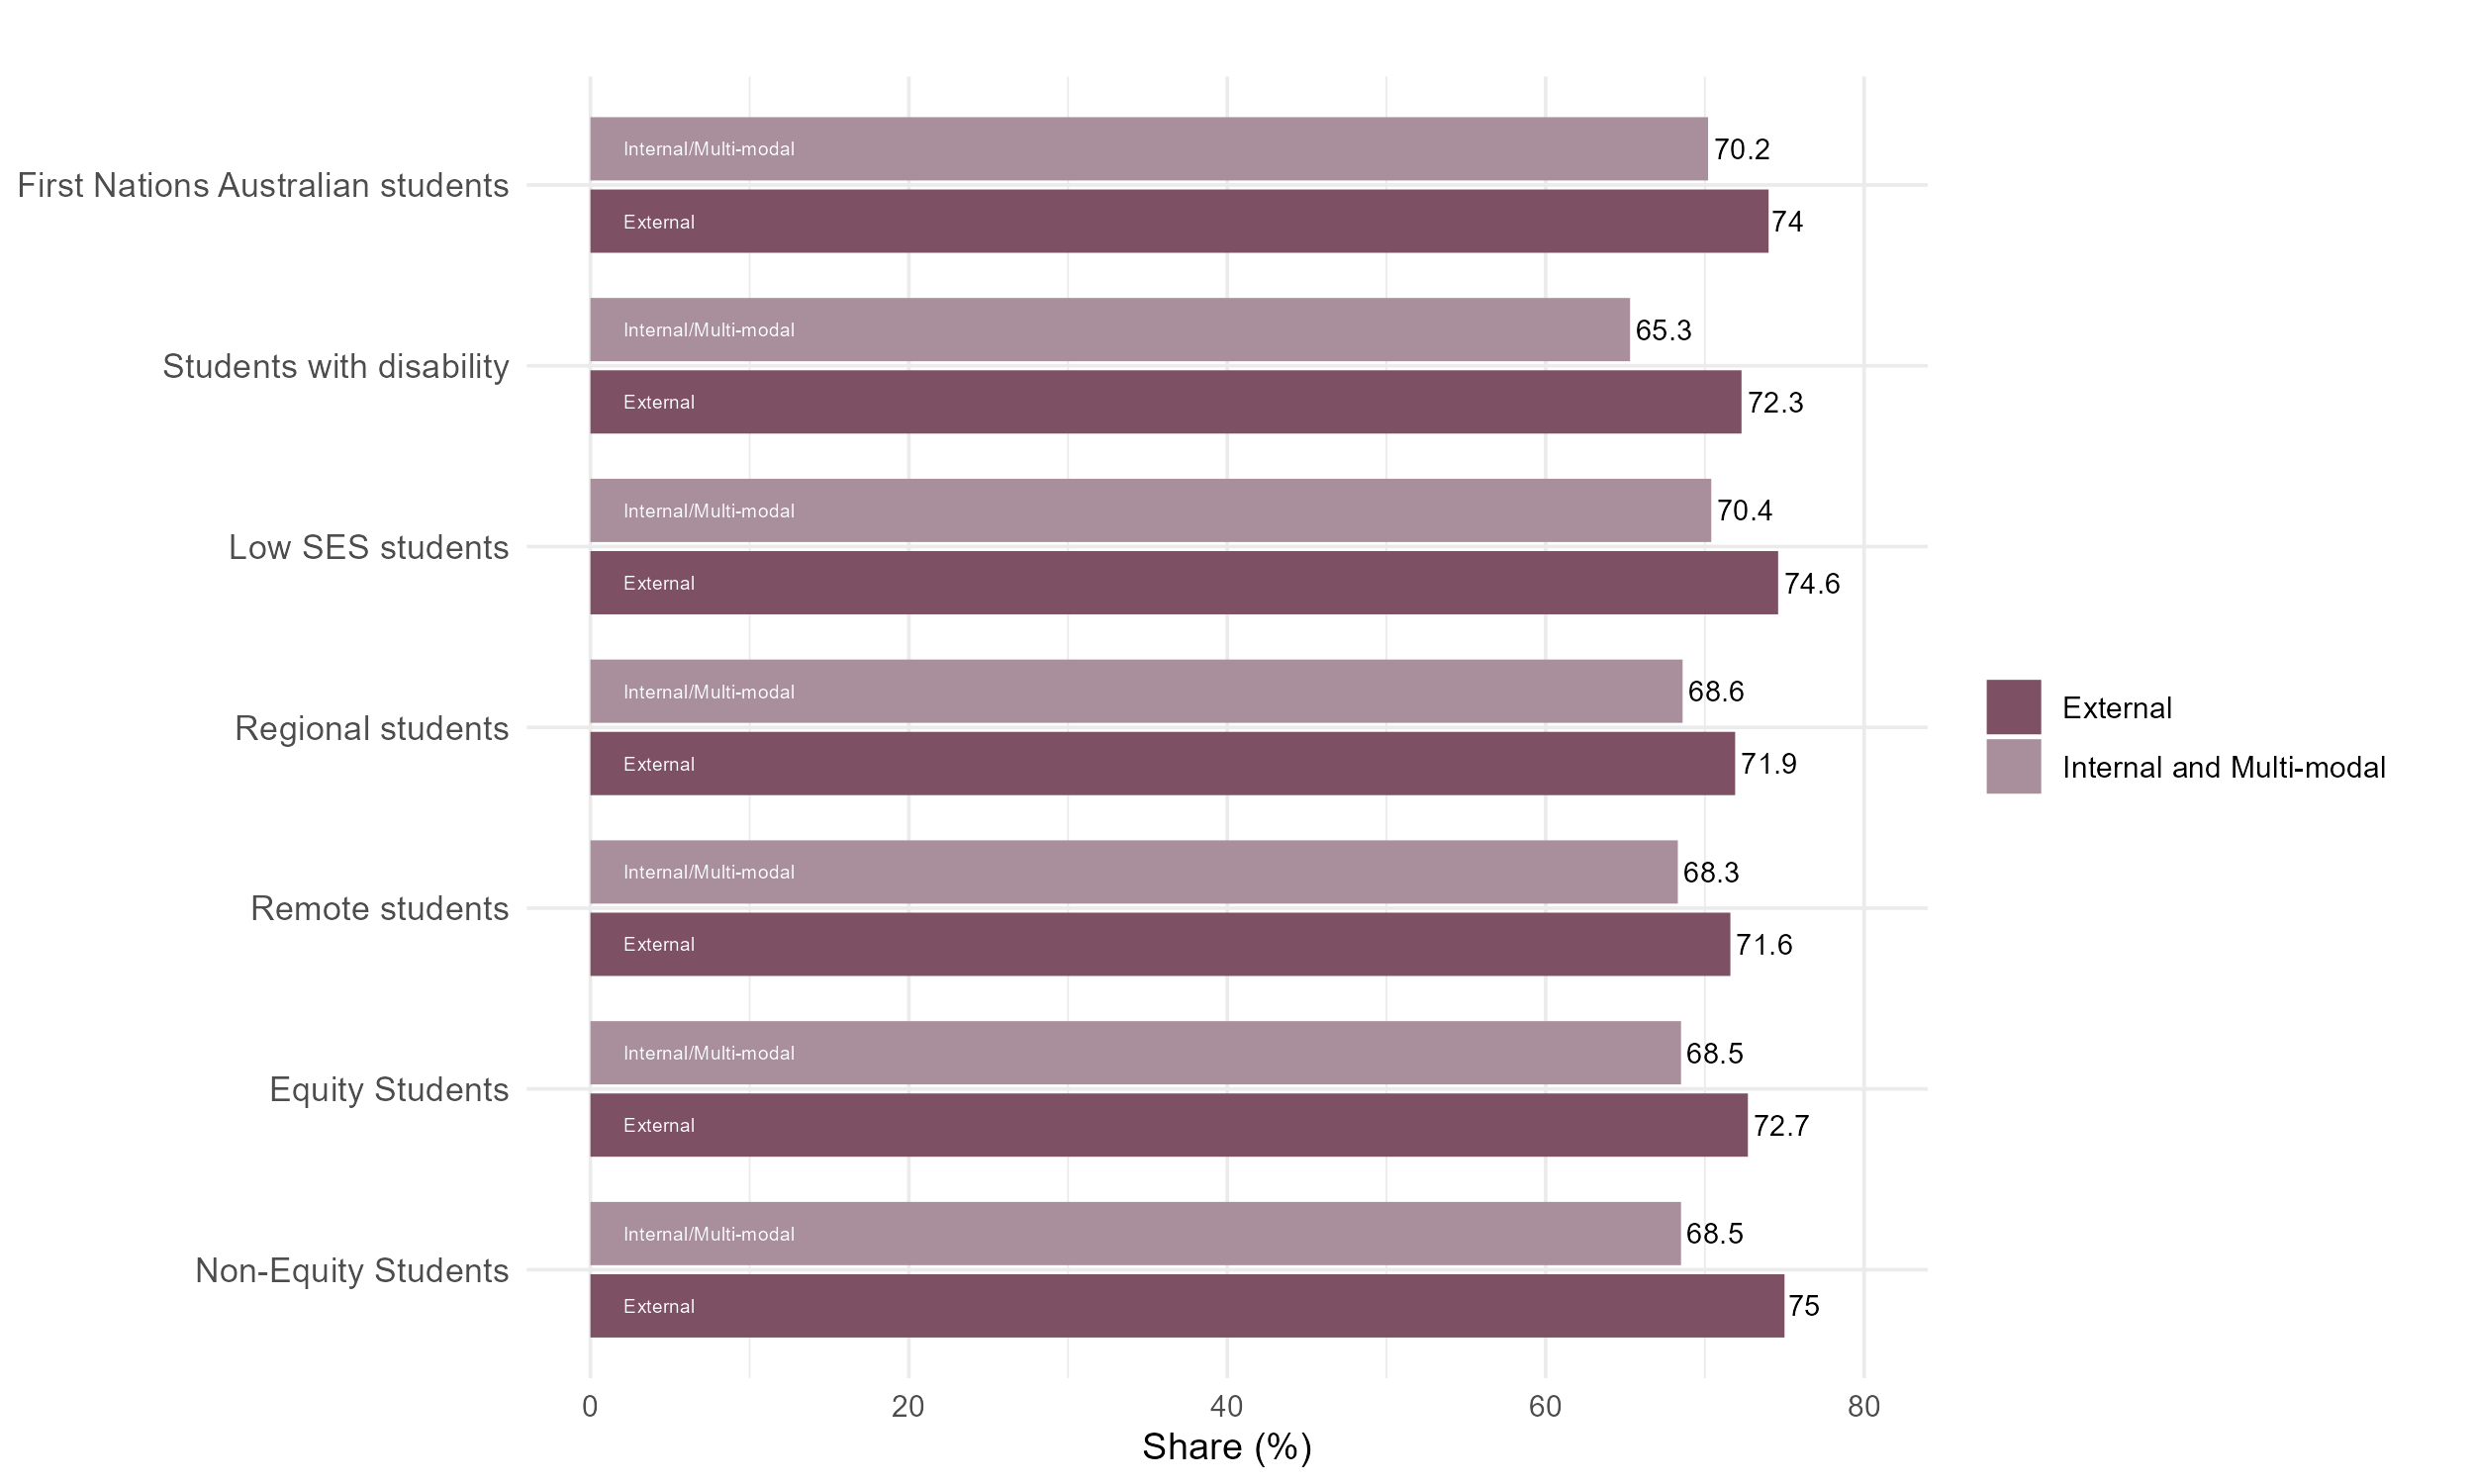 Internal/Multi-modal 70.2
First Nations Australian students
External 74
Internal/Multi-modal 65.3
Students with disability
External 72.3
Internal/Multi-modal 70.4
Low SES students
External 74.6
Internal/Multi-modal 68.6
Regional students
External 71.9
Internal/Multi-modal 68.3
Remote students
External 71.6
Internal/Multi-modal 68.5
Equity Students
External 72.7
Internal/Multi-modal 68.5
Non-Equity Students
External 75
0 20 40 60 80
Share (%)
External
Internal and Multi-modal